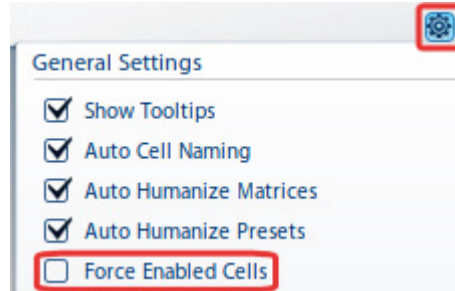 General Settings
Show Tooltips
Auto Cell Naming
Auto Humanize Matrices
Auto Humanize Presets
Force Enabled Cells